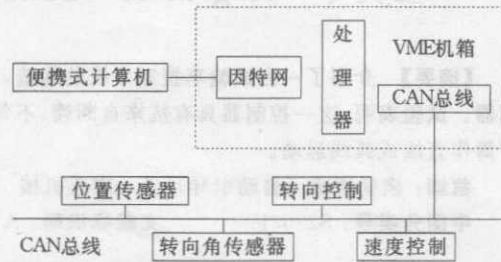 处理器
VME机箱
便携式计算机
因特网
CAN总线
位置传感器
转向控制
CAN总线
转向角传感器
速度控制